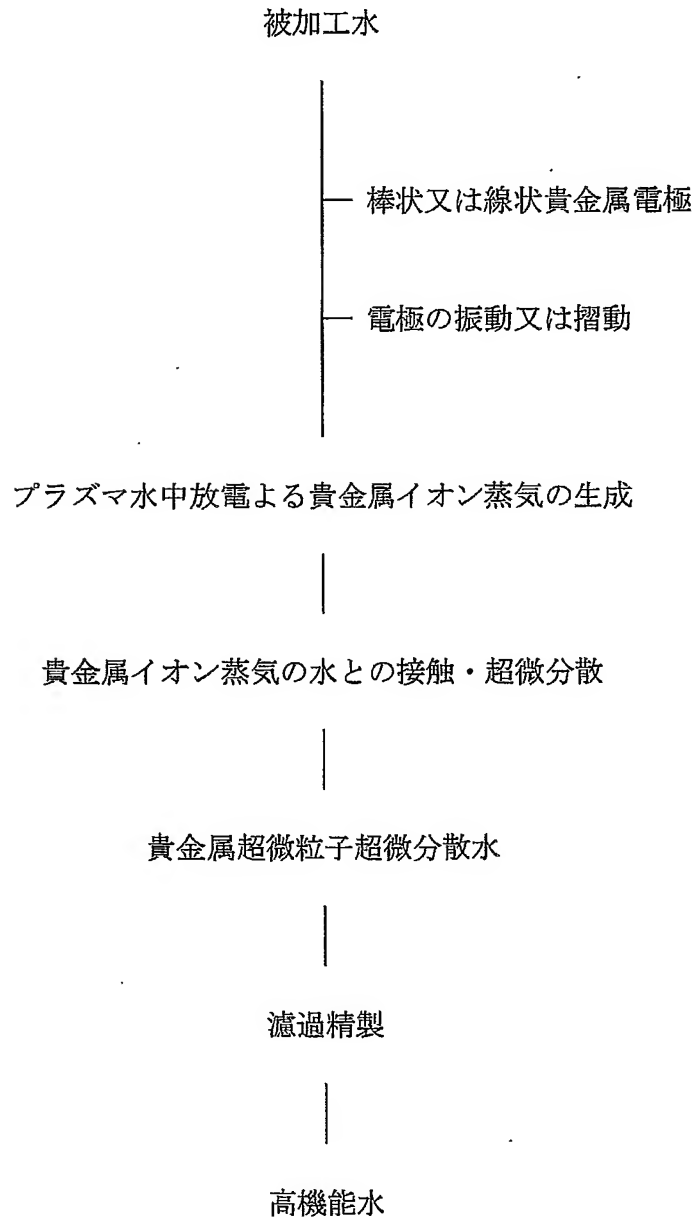 被加工水
棒状又は線状貴金属電極
電極の振動又は摺動
プラズマ水中放電よる貴金属イオン蒸気の生成
貴金属イオン蒸気の水との接触・超微分散
貴金属超微粒子超微分散水
濾過精製
高機能水